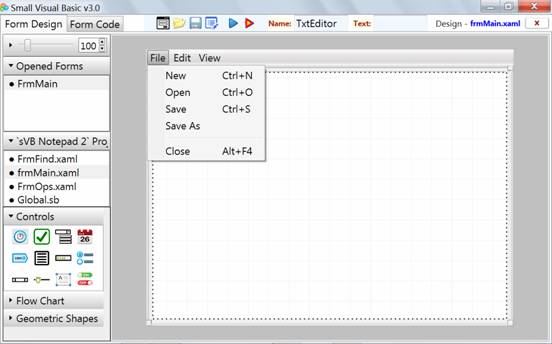 Small Visual Basic v3.0
Form Design Form Code Name: TxtEditor Text: Design - frmMain.xaml x
100
Opened Forms
FrmMain
`sVB Notepad 2` Proj
FrmFind.xaml
frmMain.xaml
FrmOps.xaml
Global.sb
Controls
26
Flow Chart
Geometric Shapes
File Edit View
New Ctrl+N
Open Ctrl+O
Save Ctrl+S
Save As
Close Alt+F4